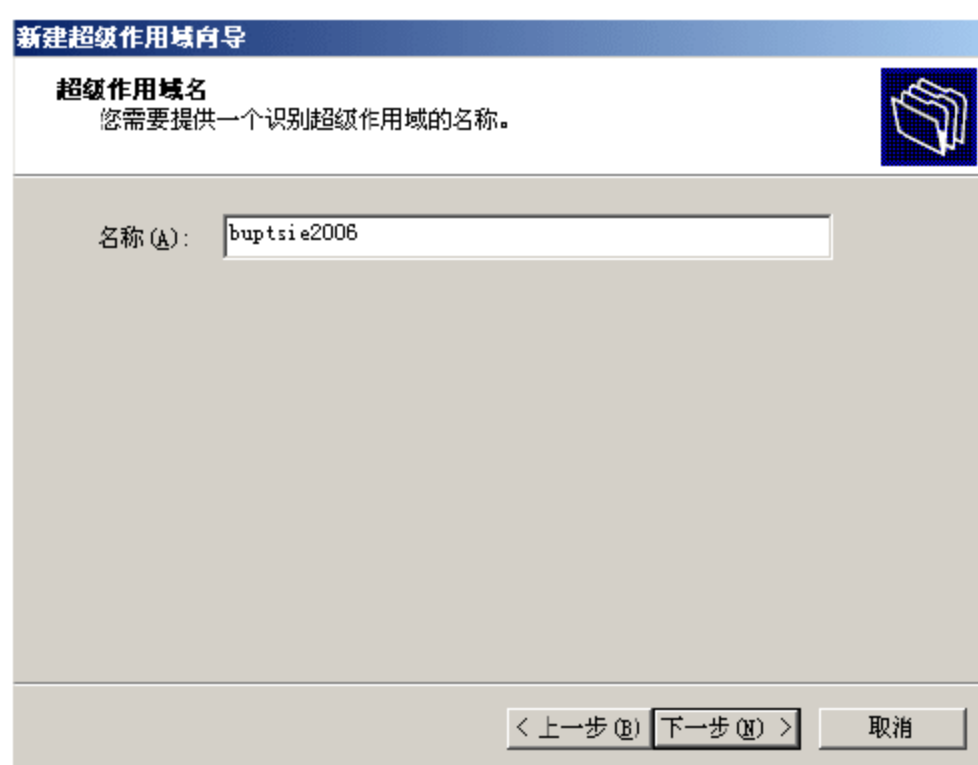 新建超级作用域向导
超级作用域名
您需要提供一个识别超级作用域的名称。
名称(A): buptsie2006
< 上一步(B) 下一步(N) > 取消